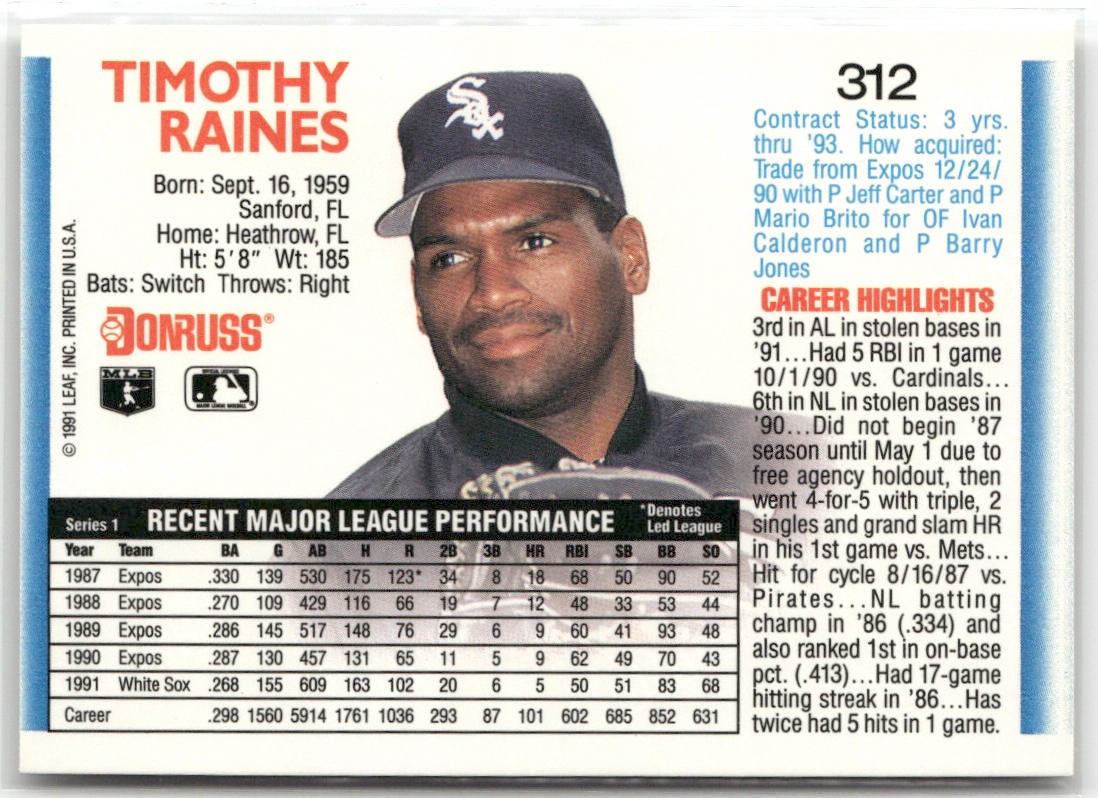 TIMOTHY
RAINES
Born: Sept. 16, 1959
Sanford, FL
Home: Heathrow, FL
Ht: 5'8" Wt: 185
Bats: Switch Throws: Right
DONRUSS®
MLB
OFFICIAL LICENSEE
MAJOR LEAGUE BASEBALL ®
© 1991 LEAF, INC. PRINTED IN U.S.A.
Sox
312
Contract Status: 3 yrs.
thru '93. How acquired:
Trade from Expos 12/24/
90 with P Jeff Carter and P
Mario Brito for OF Ivan
Calderon and P Barry
Jones
CAREER HIGHLIGHTS
3rd in AL in stolen bases in
'91...Had 5 RBI in 1 game
10/1/90 vs. Cardinals...
6th in NL in stolen bases in
'90...Did not begin '87
season until May 1 due to
free agency holdout, then
went 4-for-5 with triple, 2
singles and grand slam HR
in his 1st game vs. Mets...
Hit for cycle 8/16/87 vs.
Pirates...NL batting
champ in '86 (.334) and
also ranked 1st in on-base
pct. (.413)...Had 17-game
hitting streak in '86...Has
twice had 5 hits in 1 game.
Series 1 RECENT MAJOR LEAGUE PERFORMANCE *Denotes
Led League
Year Team BA G AB H R 2B 3B HR RBI SB BB SO
1987 Expos .330 139 530 175 123* 34 8 18 68 50 90 52
1988 Expos .270 109 429 116 66 19 7 12 48 33 53 44
1989 Expos .286 145 517 148 76 29 6 9 60 41 93 48
1990 Expos .287 130 457 131 65 11 5 9 62 49 70 43
1991 White Sox .268 155 609 163 102 20 6 5 50 51 83 68
Career .298 1560 5914 1761 1036 293 87 101 602 685 852 631